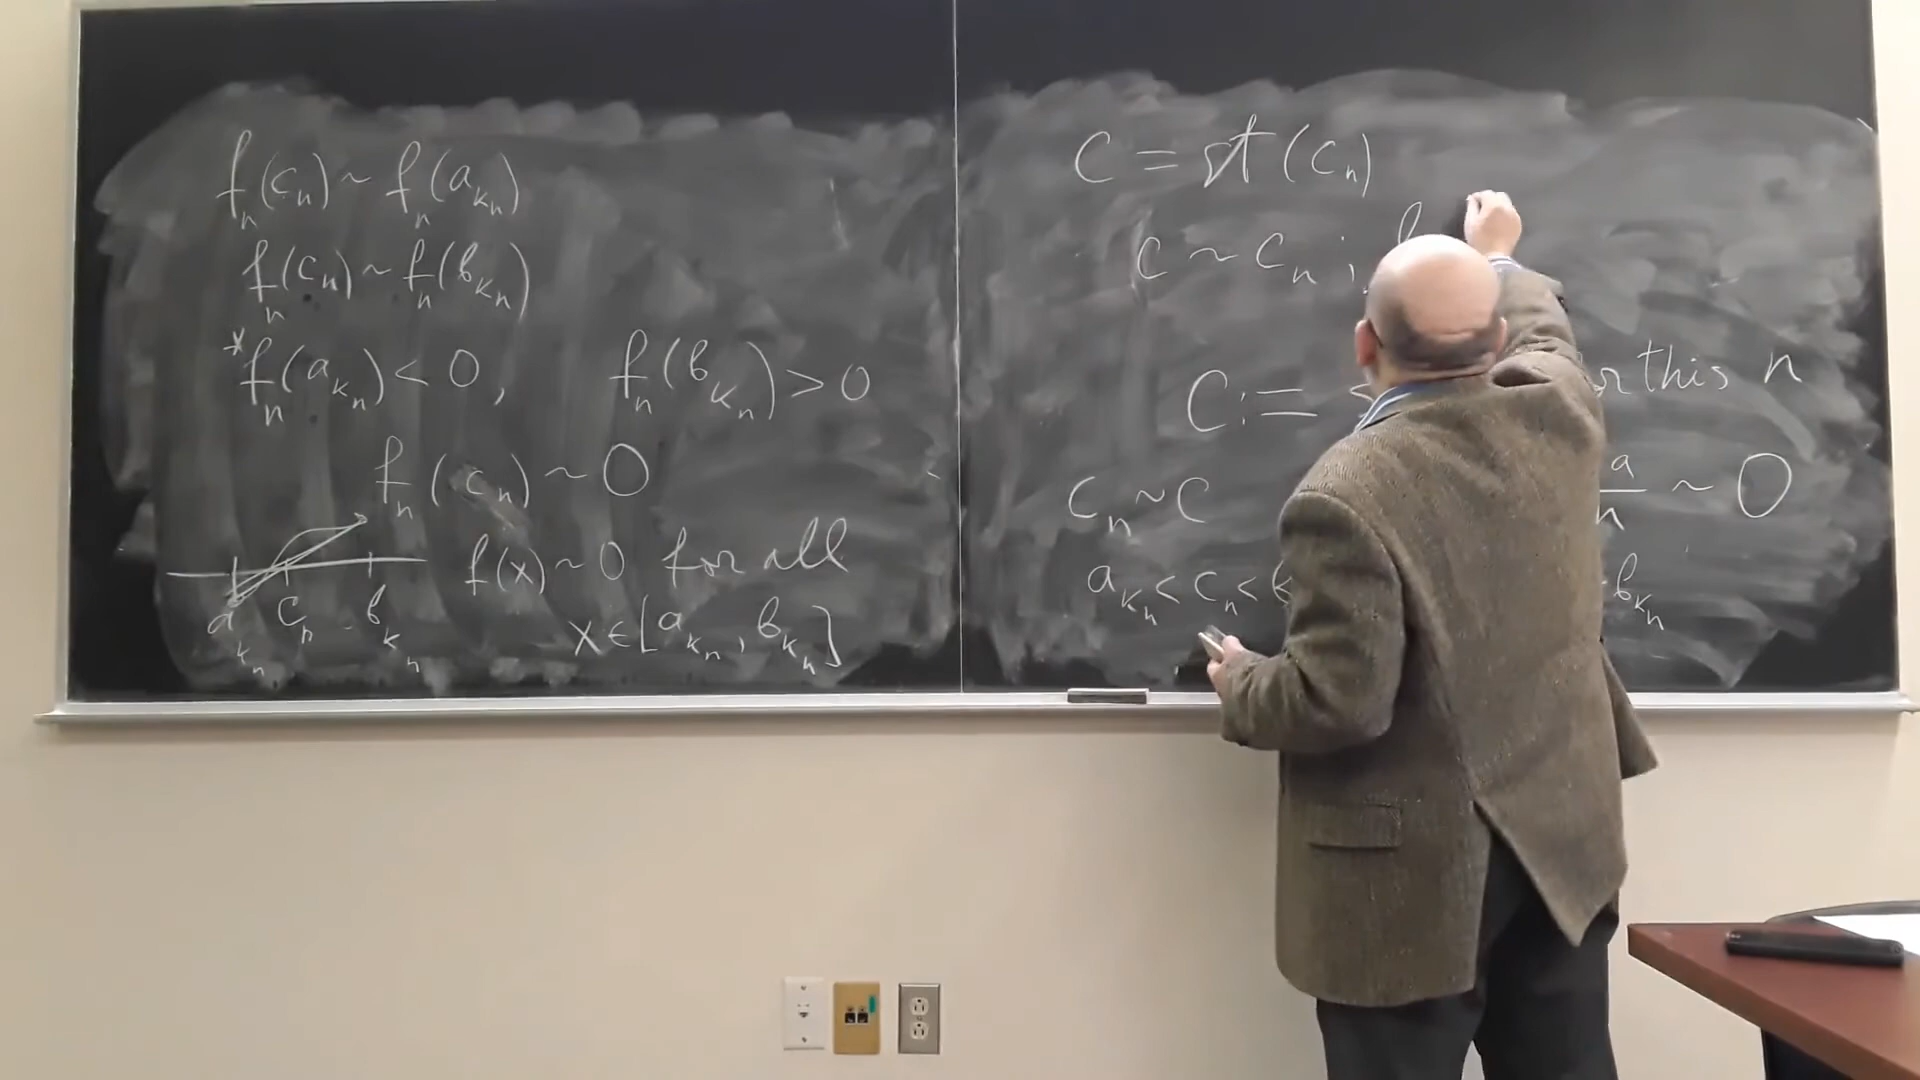 f_n(c_n) ~ f_n(a_{k_n})
f_n(c_n) ~ f_n(b_{k_n})
*f_n(a_{k_n}) < 0, f_n(b_{k_n}) > 0
f_n(c_n) ~ 0
f(x) ~ 0 for all
x ∈ [a_{k_n}, b_{k_n}]
a_{k_n} c_n b_{k_n}
c = st(c_n)
c ~ c_n ;
C := this n
c_n ~ c a/n ~ 0
a_{k_n} < c_n < b_{k_n}